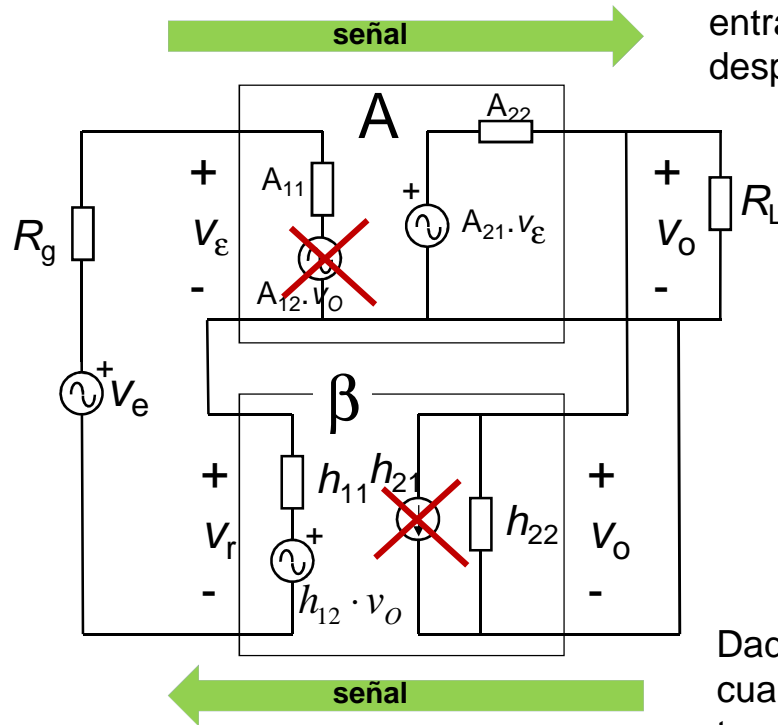 señal
entra
desp
A
A22
A11
+
+
+
Rg
vε
A21.vε
vo
RL
-
-
A12.vO
+
ve
β
+
h11
h21
+
vr
+
h22
vo
-
h12 · vO
-
señal
Dad
cua